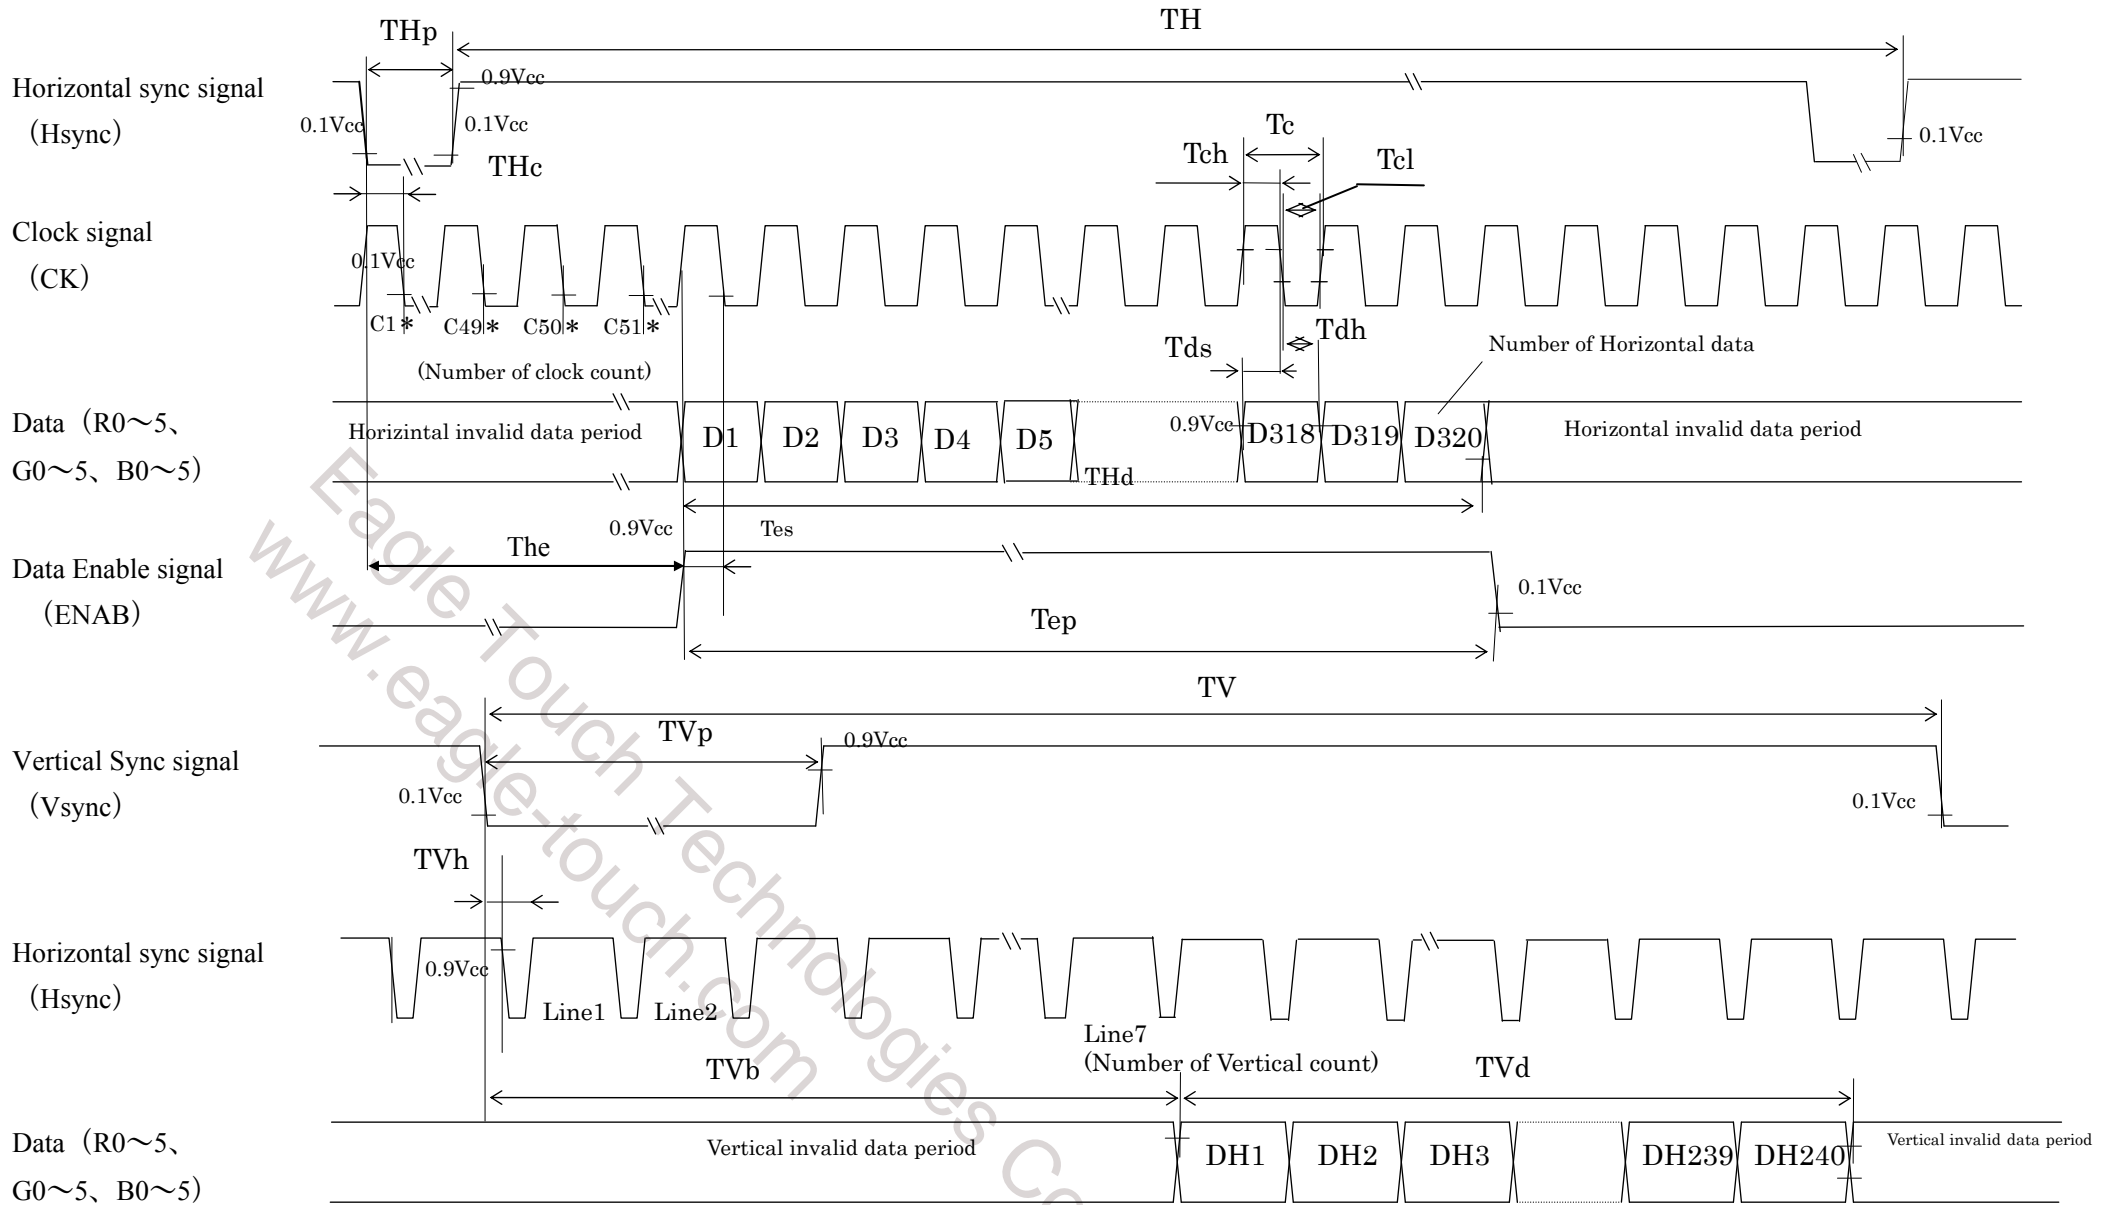 THp
TH
Horizontal sync signal
（Hsync）
0.9Vcc
0.1Vcc
0.1Vcc
0.1Vcc
THc
Tc
Tch
Tcl
Clock signal
（CK）
0.1Vcc
C1＊
C49＊
C50＊
C51＊
(Number of clock count)
Tds
Tdh
Number of Horizontal data
Data（R0～5、
G0～5、B0～5）
Horizintal invalid data period
D1
D2
D3
D4
D5
0.9Vcc
D318
D319
D320
Horizontal invalid data period
THd
0.9Vcc
Tes
Data Enable signal
（ENAB）
The
0.1Vcc
Tep
TV
TVp
Vertical Sync signal
（Vsync）
0.9Vcc
0.1Vcc
0.1Vcc
TVh
Horizontal sync signal
（Hsync）
0.9Vcc
Line1
Line2
Line7
(Number of Vertical count)
TVb
TVd
Data（R0～5、
G0～5、B0～5）
Vertical invalid data period
DH1
DH2
DH3
DH239
DH240
Vertical invalid data period
Eagle Touch Technologies Co
www.eagle-touch.com